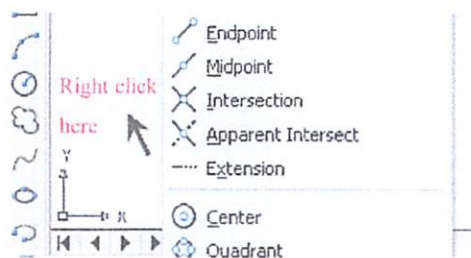 Endpoint
Midpoint
Right click
Intersection
here
Apparent Intersect
Extension
Y
X
Center
Quadrant